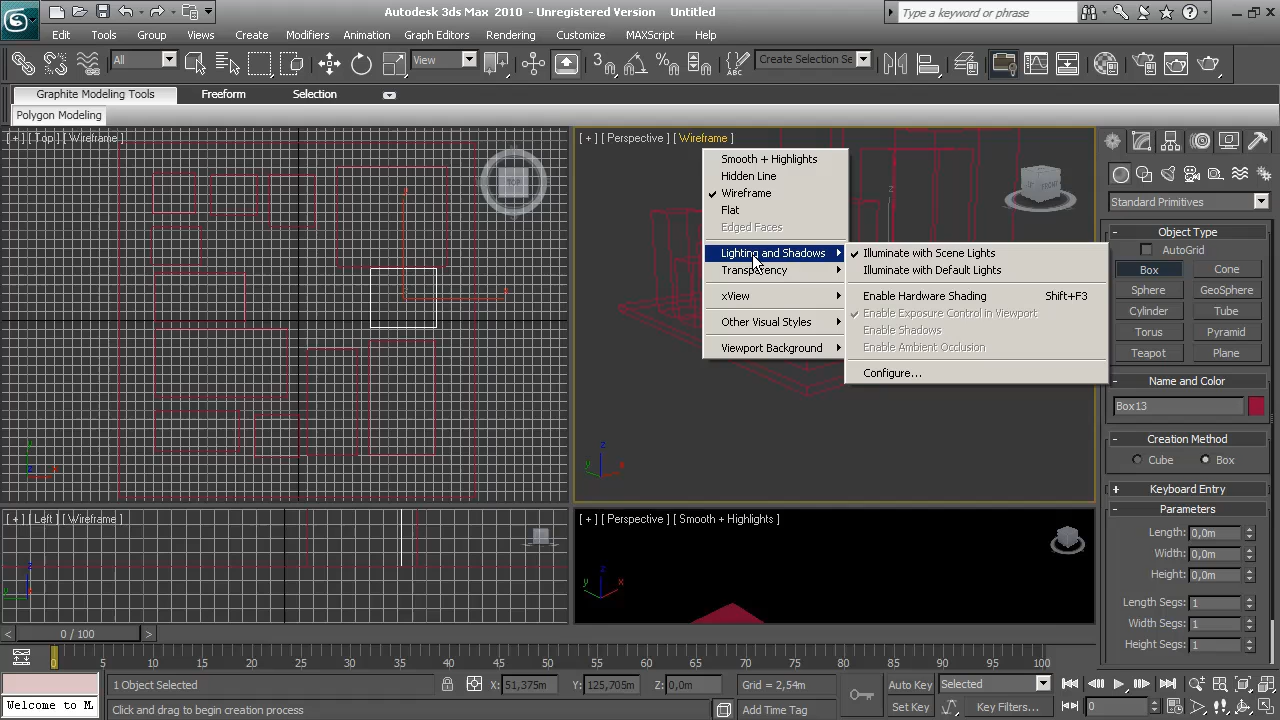 Autodesk 3ds Max 2010 - Unregistered Version Untitled
Type a keyword or phrase
Edit Tools Group Views Create Modifiers Animation Graph Editors Rendering Customize MAXScript Help
All View Create Selection Se
Graphite Modeling Tools Freeform Selection
Polygon Modeling
[ + ] [ Top ] [ Wireframe ]
TOP
[ + ] [ Perspective ] [ Wireframe ]
FRONT
Smooth + Highlights
Hidden Line
Wireframe
Flat
Edged Faces
Lighting and Shadows
Transparency
xView
Other Visual Styles
Viewport Background
Illuminate with Scene Lights
Illuminate with Default Lights
Enable Hardware Shading Shift+F3
Enable Exposure Control in Viewport
Enable Shadows
Enable Ambient Occlusion
Configure...
z
z
y
x
[ + ] [ Left ] [ Wireframe ]
[ + ] [ Perspective ] [ Smooth + Highlights ]
z
y
z
y
x
Standard Primitives
- Object Type
AutoGrid
Box Cone
Sphere GeoSphere
Cylinder Tube
Torus Pyramid
Teapot Plane
- Name and Color
Box13
- Creation Method
Cube Box
+ Keyboard Entry
- Parameters
Length: 0,0m
Width: 0,0m
Height: 0,0m
Length Segs: 1
Width Segs: 1
Height Segs: 1
< 0 / 100 >
0 5 10 15 20 25 30 35 40 45 50 55 60 65 70 75 80 85 90 95 100
1 Object Selected X: 51,375m Y: 125,705m Z: 0,0m Grid = 2,54m Auto Key Selected
Welcome to M. Click and drag to begin creation process Add Time Tag Set Key Key Filters... 0